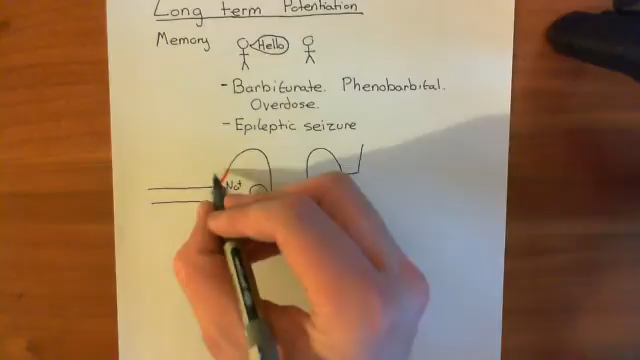 Long term Potentiation
Memory
Hello
- Barbiturate. Phenobarbital.
Overdose.
- Epileptic seizure
Na+